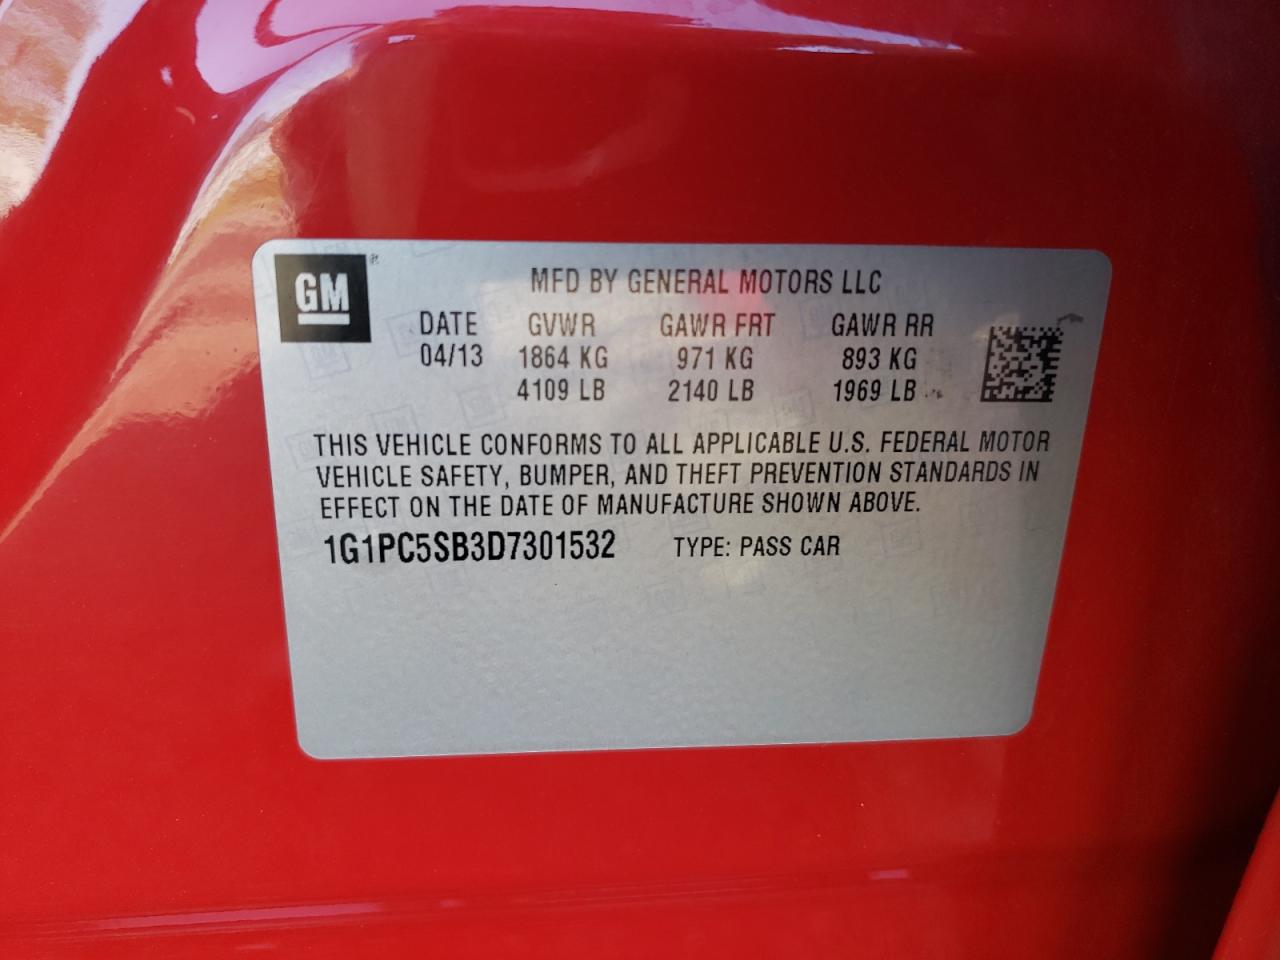 GM®
MFD BY GENERAL MOTORS LLC
DATE GVWR GAWR FRT GAWR RR
04/13 1864 KG 971 KG 893 KG
4109 LB 2140 LB 1969 LB
THIS VEHICLE CONFORMS TO ALL APPLICABLE U.S. FEDERAL MOTOR
VEHICLE SAFETY, BUMPER, AND THEFT PREVENTION STANDARDS IN
EFFECT ON THE DATE OF MANUFACTURE SHOWN ABOVE.
1G1PC5SB3D7301532 TYPE: PASS CAR